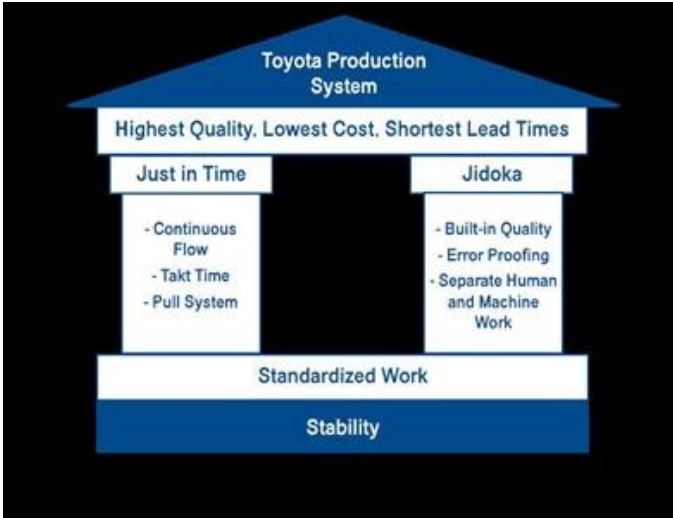 Toyota Production
System
Highest Quality, Lowest Cost, Shortest Lead Times
Just in Time
- Continuous
Flow
- Takt Time
- Pull System
Jidoka
- Built-in Quality
- Error Proofing
- Separate Human
and Machine
Work
Standardized Work
Stability